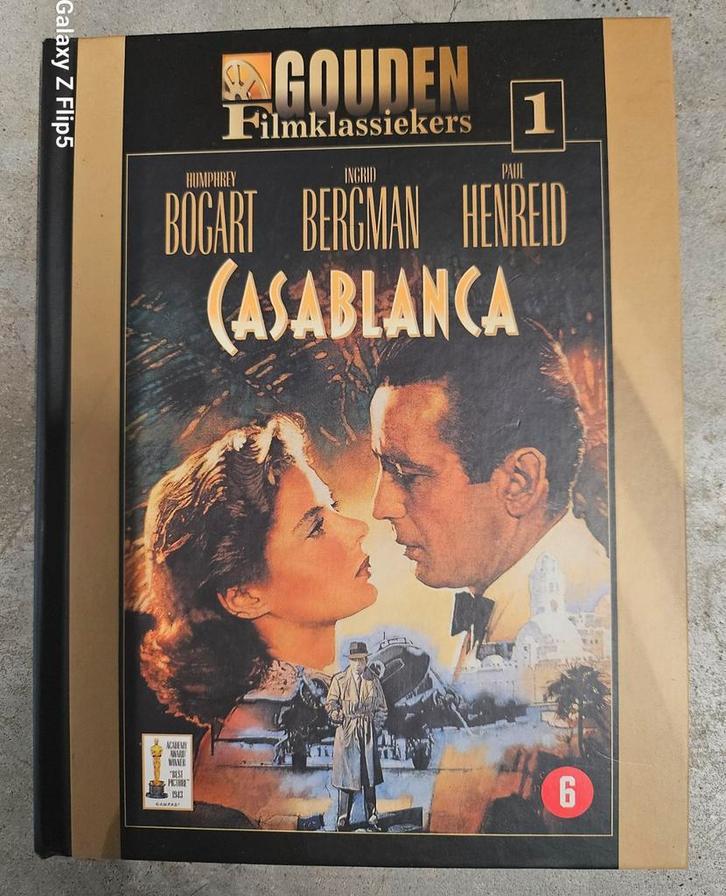 Galaxy Z Flip5
GOUDEN
Filmklassiekers
1
HUMPHREY
BOGART
INGRID
BERGMAN
PAUL
HENREID
CASABLANCA
ACADEMY
AWARD
WINNER
"BEST
PICTURE"
1943
©A.M.P.A.S.®
6